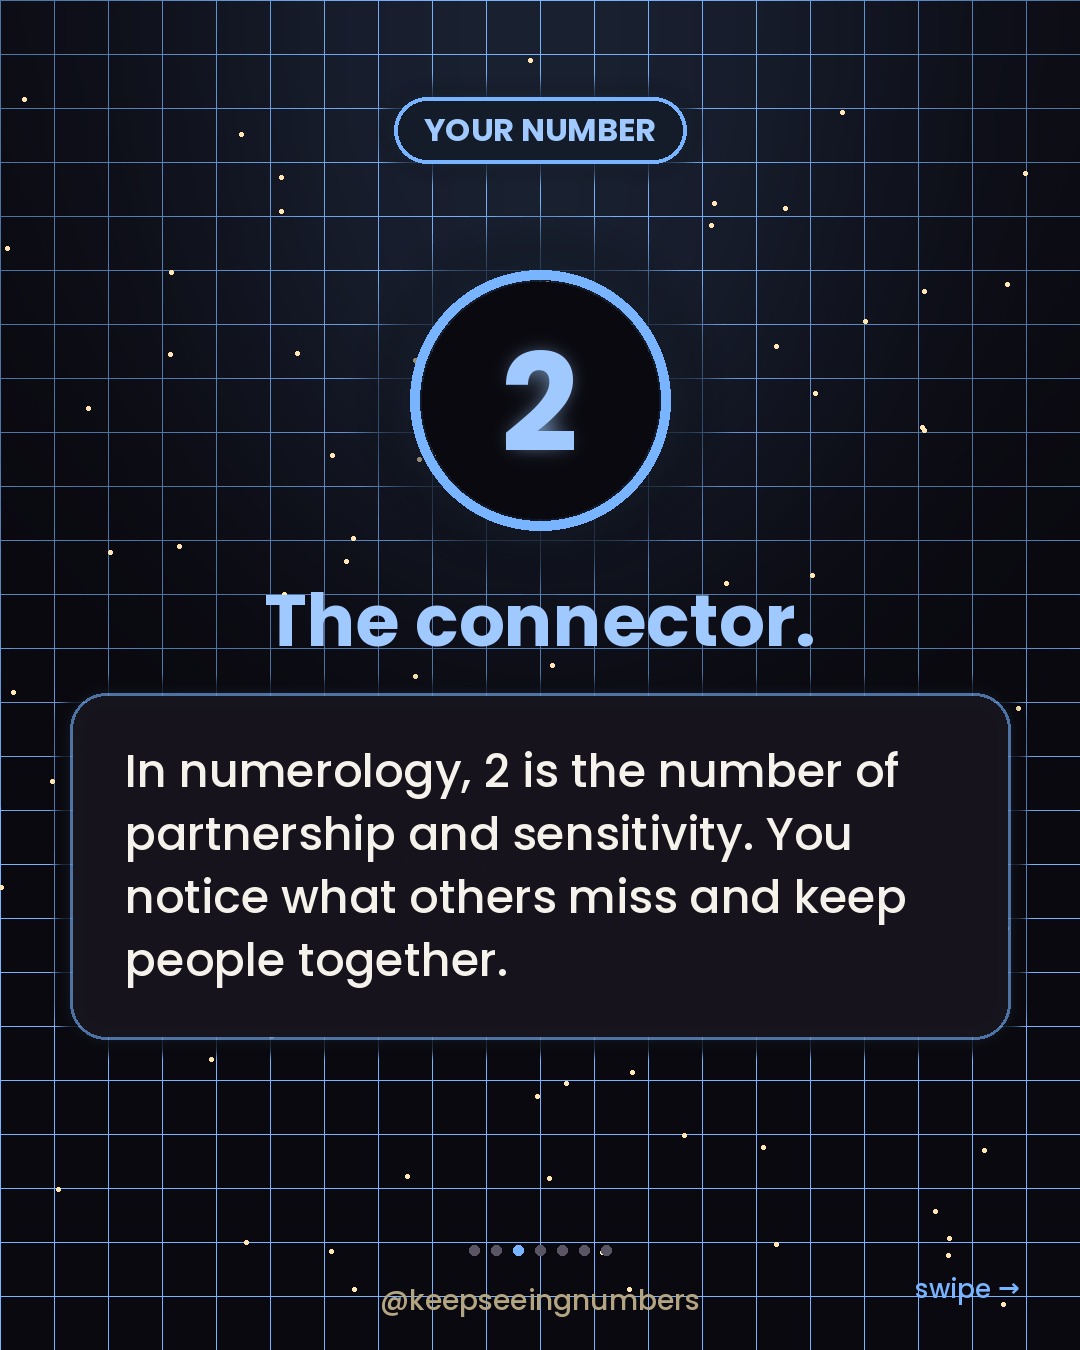 YOUR NUMBER
2
The connector.
In numerology, 2 is the number of
partnership and sensitivity. You
notice what others miss and keep
people together.
@keepseeingnumbers
swipe →